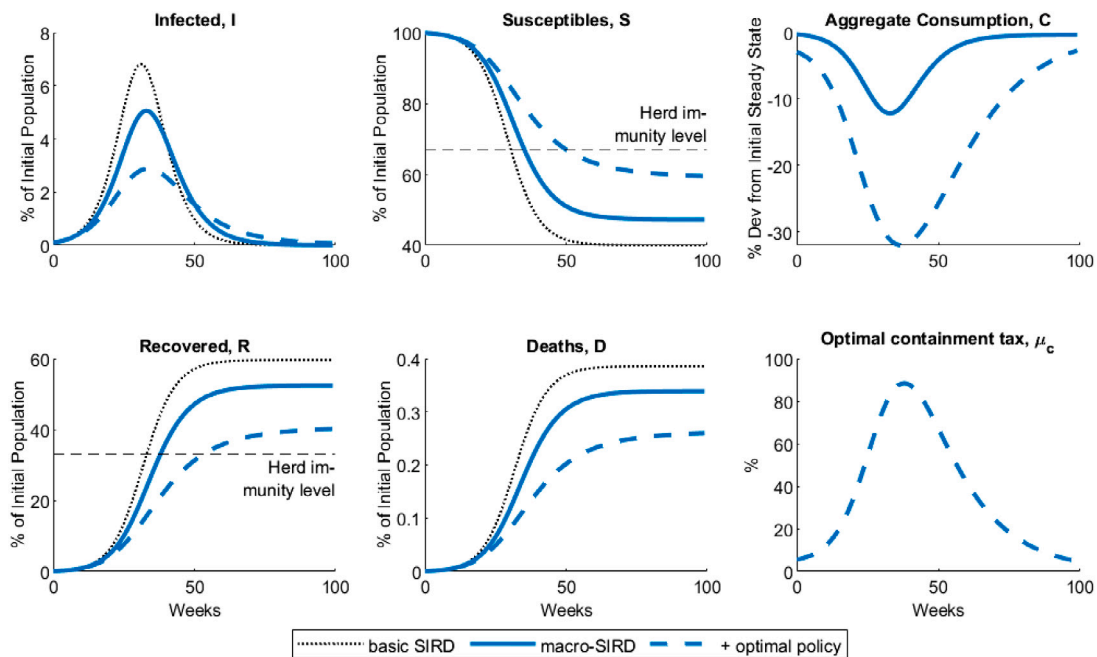 Infected, I
8
6
4
2
0
0 50 100
% of Initial Population
Susceptibles, S
100
80
60
40
0 50 100
% of Initial Population
Herd im-
munity level
Aggregate Consumption, C
0
-10
-20
-30
0 50 100
% Dev from Initial Steady State
Recovered, R
60
40
20
0
0 50 100
% of Initial Population
Weeks
Herd im-
munity level
Deaths, D
0.4
0.3
0.2
0.1
0
0 50 100
% of Initial Population
Weeks
Optimal containment tax, μc
100
80
60
40
20
0
0 50 100
%
Weeks
basic SIRD macro-SIRD + optimal policy